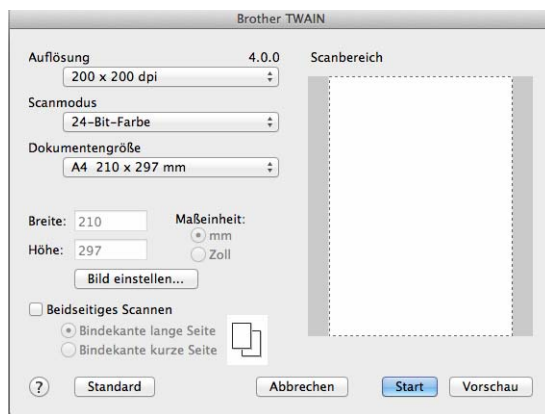 Brother TWAIN
Auflösung 4.0.0
200 x 200 dpi
Scanmodus
24-Bit-Farbe
Dokumentengröße
A4 210 x 297 mm
Breite: 210
Höhe: 297
Maßeinheit:
mm
Zoll
Bild einstellen...
Beidseitiges Scannen
Bindekante lange Seite
Bindekante kurze Seite
Scanbereich
? Standard Abbrechen Start Vorschau